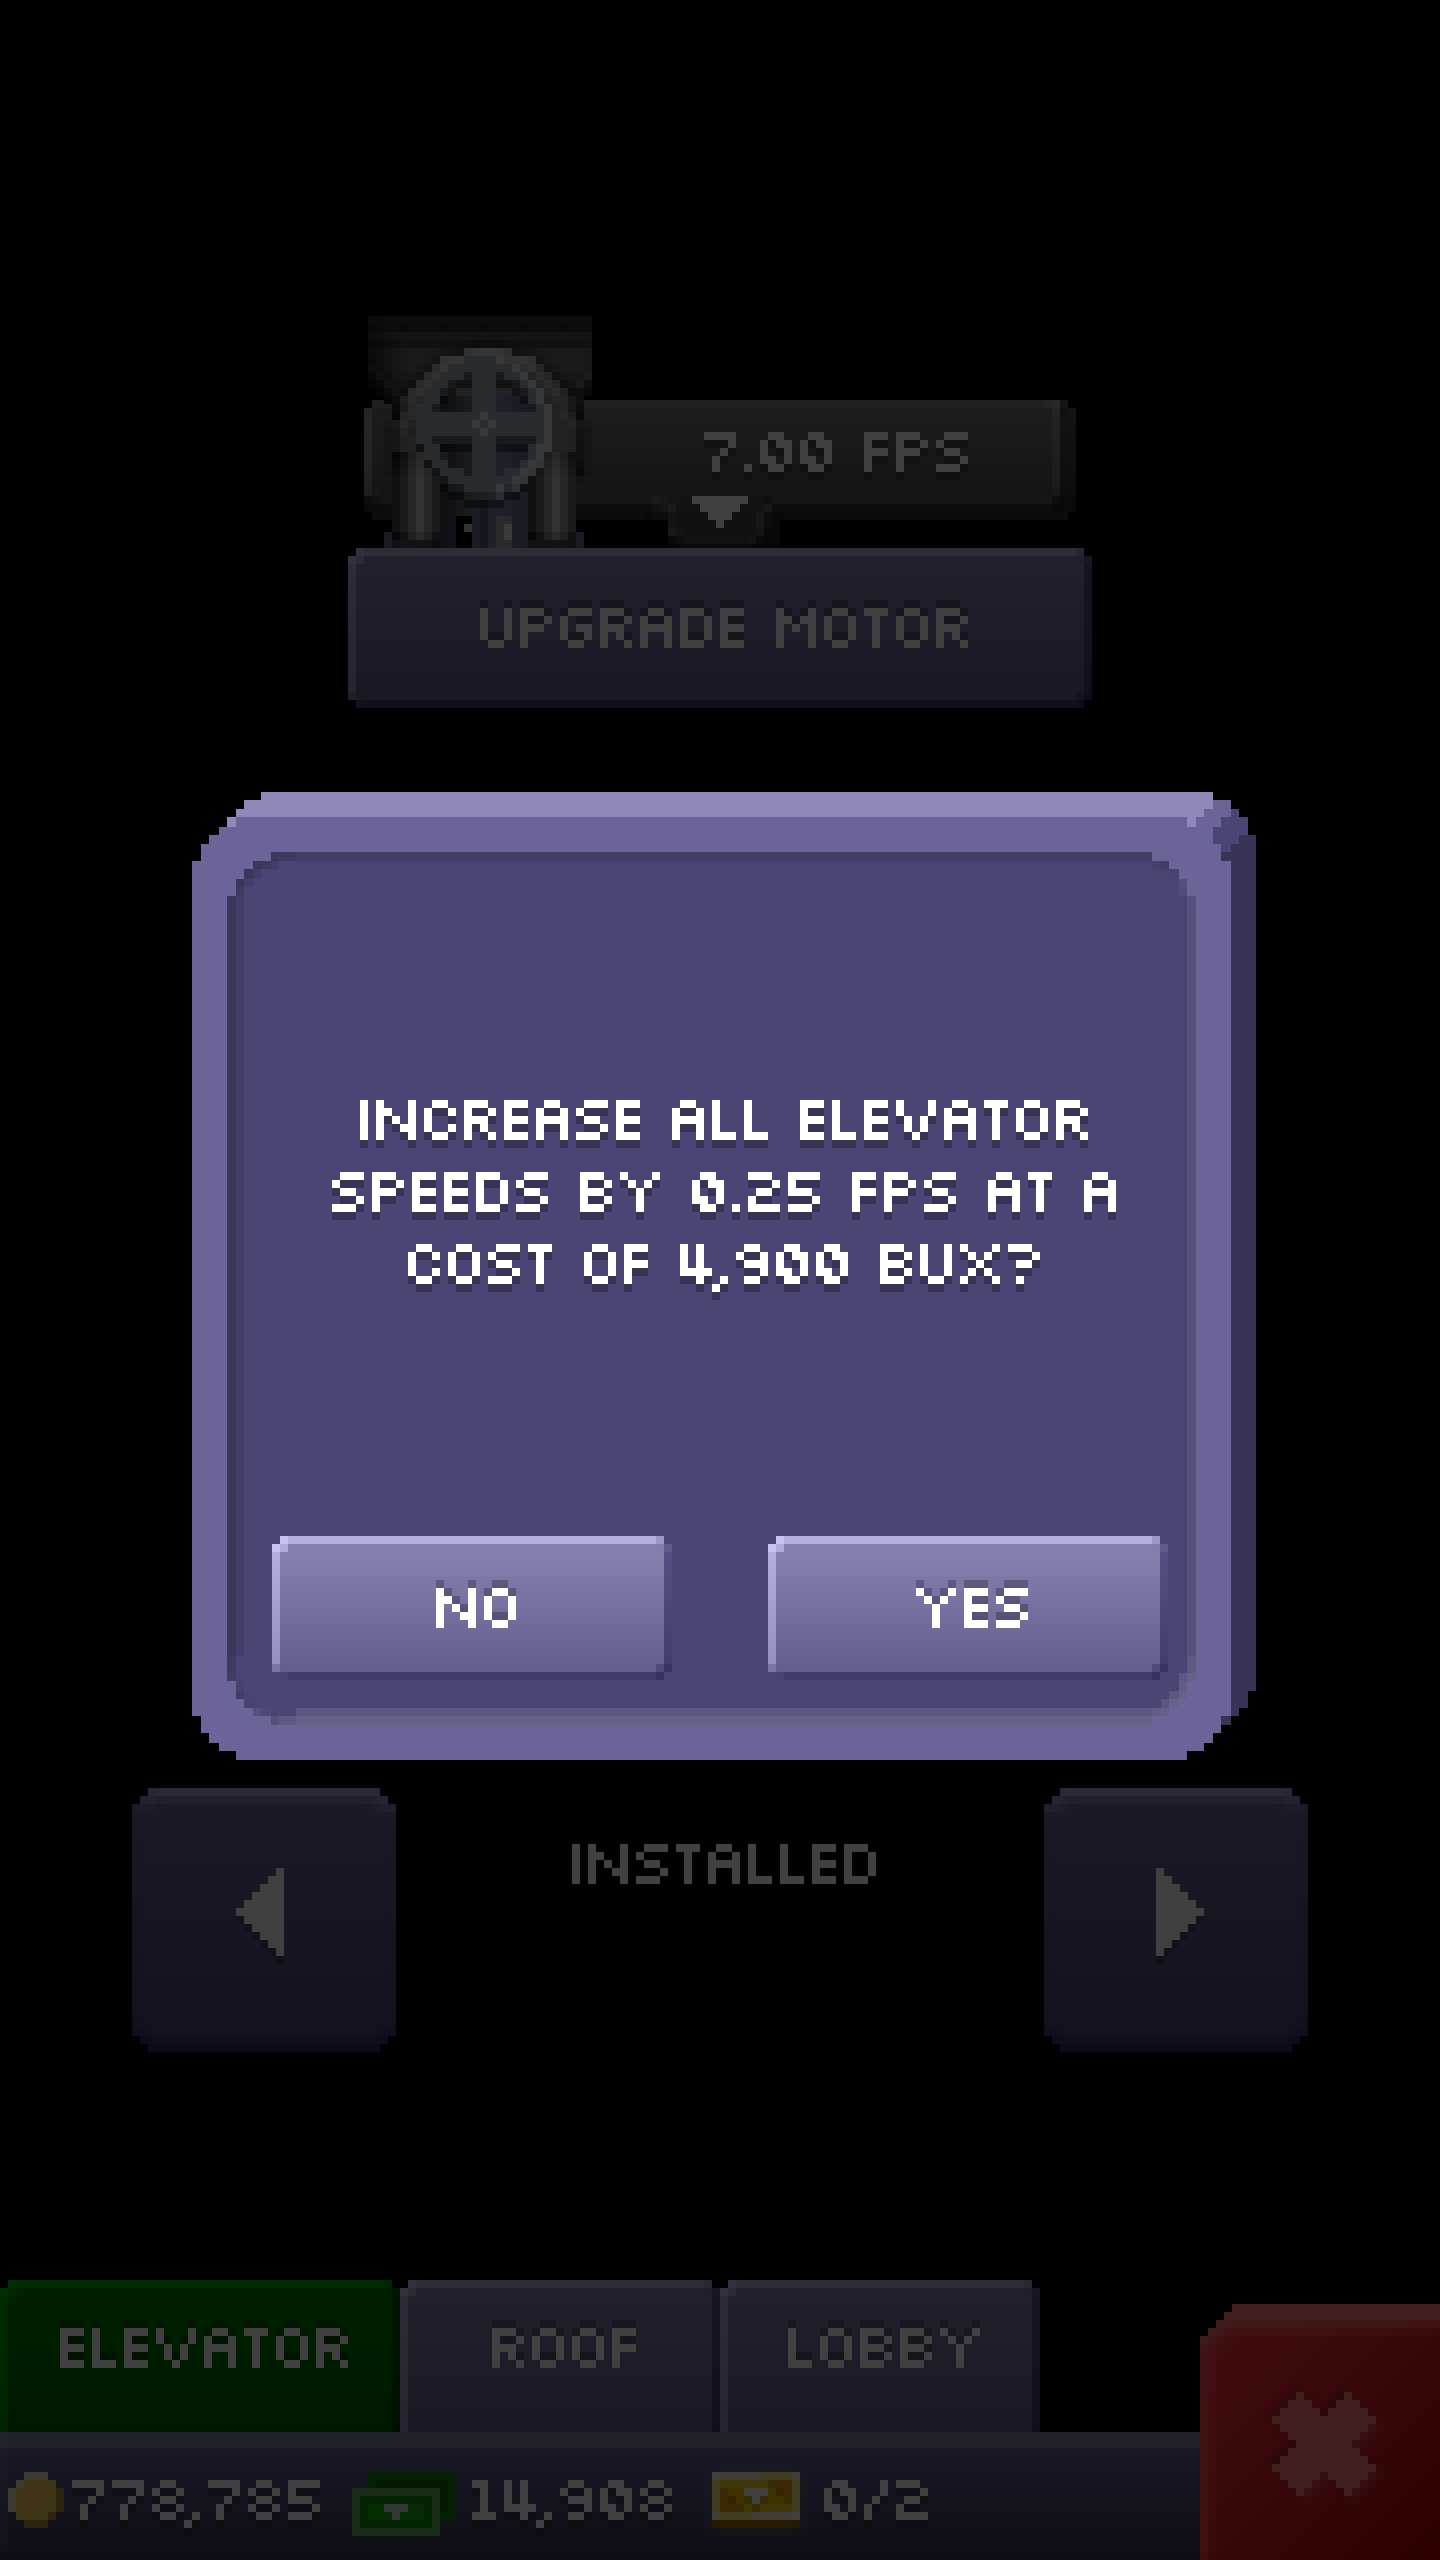 7.00 FPS
UPGRADE MOTOR
INCREASE ALL ELEVATOR
SPEEDS BY 0.25 FPS AT A
COST OF 4,900 BUX?
NO
YES
INSTALLED
ELEVATOR
ROOF
LOBBY
778,785
14,908
0/2